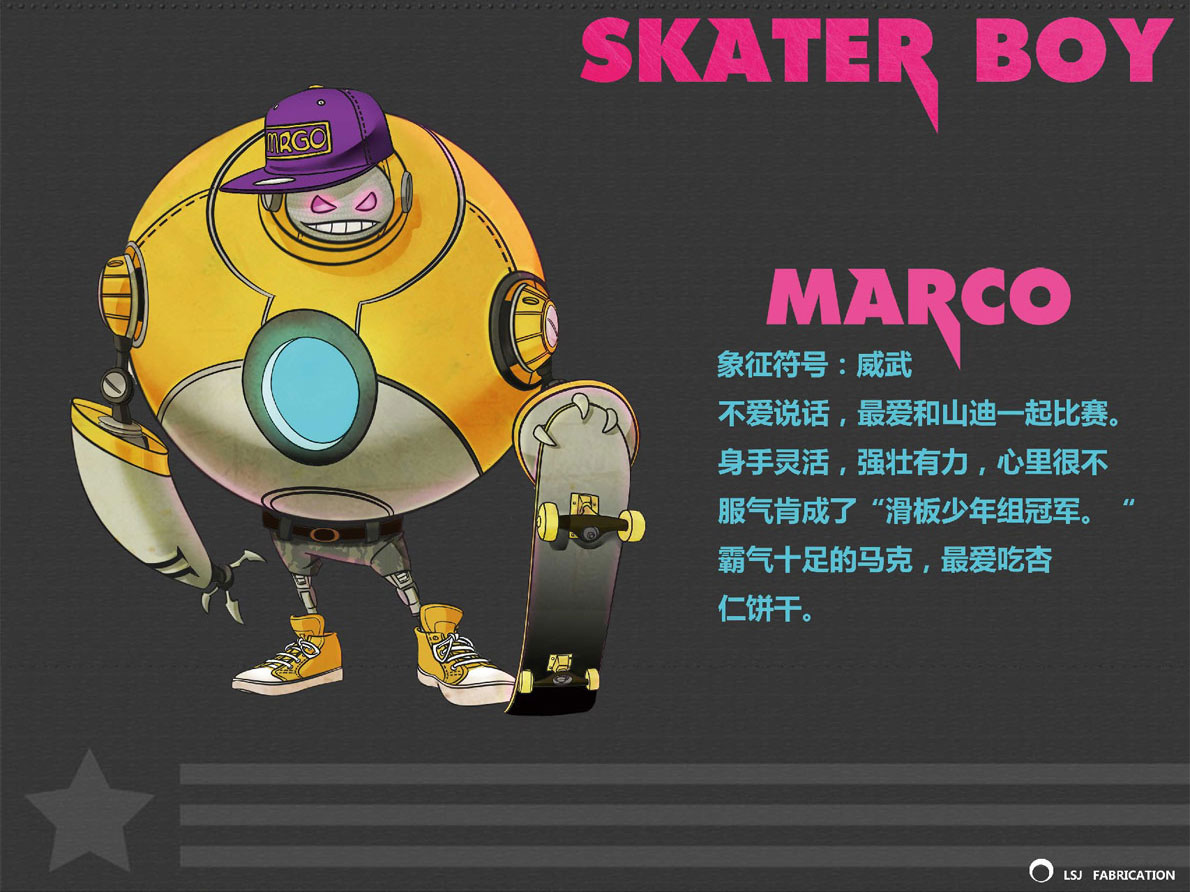 SKATER BOY
MRGO
MARCO
象征符号：威武
不爱说话，最爱和山迪一起比赛。
身手灵活，强壮有力，心里很不
服气肯成了“滑板少年组冠军。“
霸气十足的马克，最爱吃杏
仁饼干。
LSJ FABRICATION